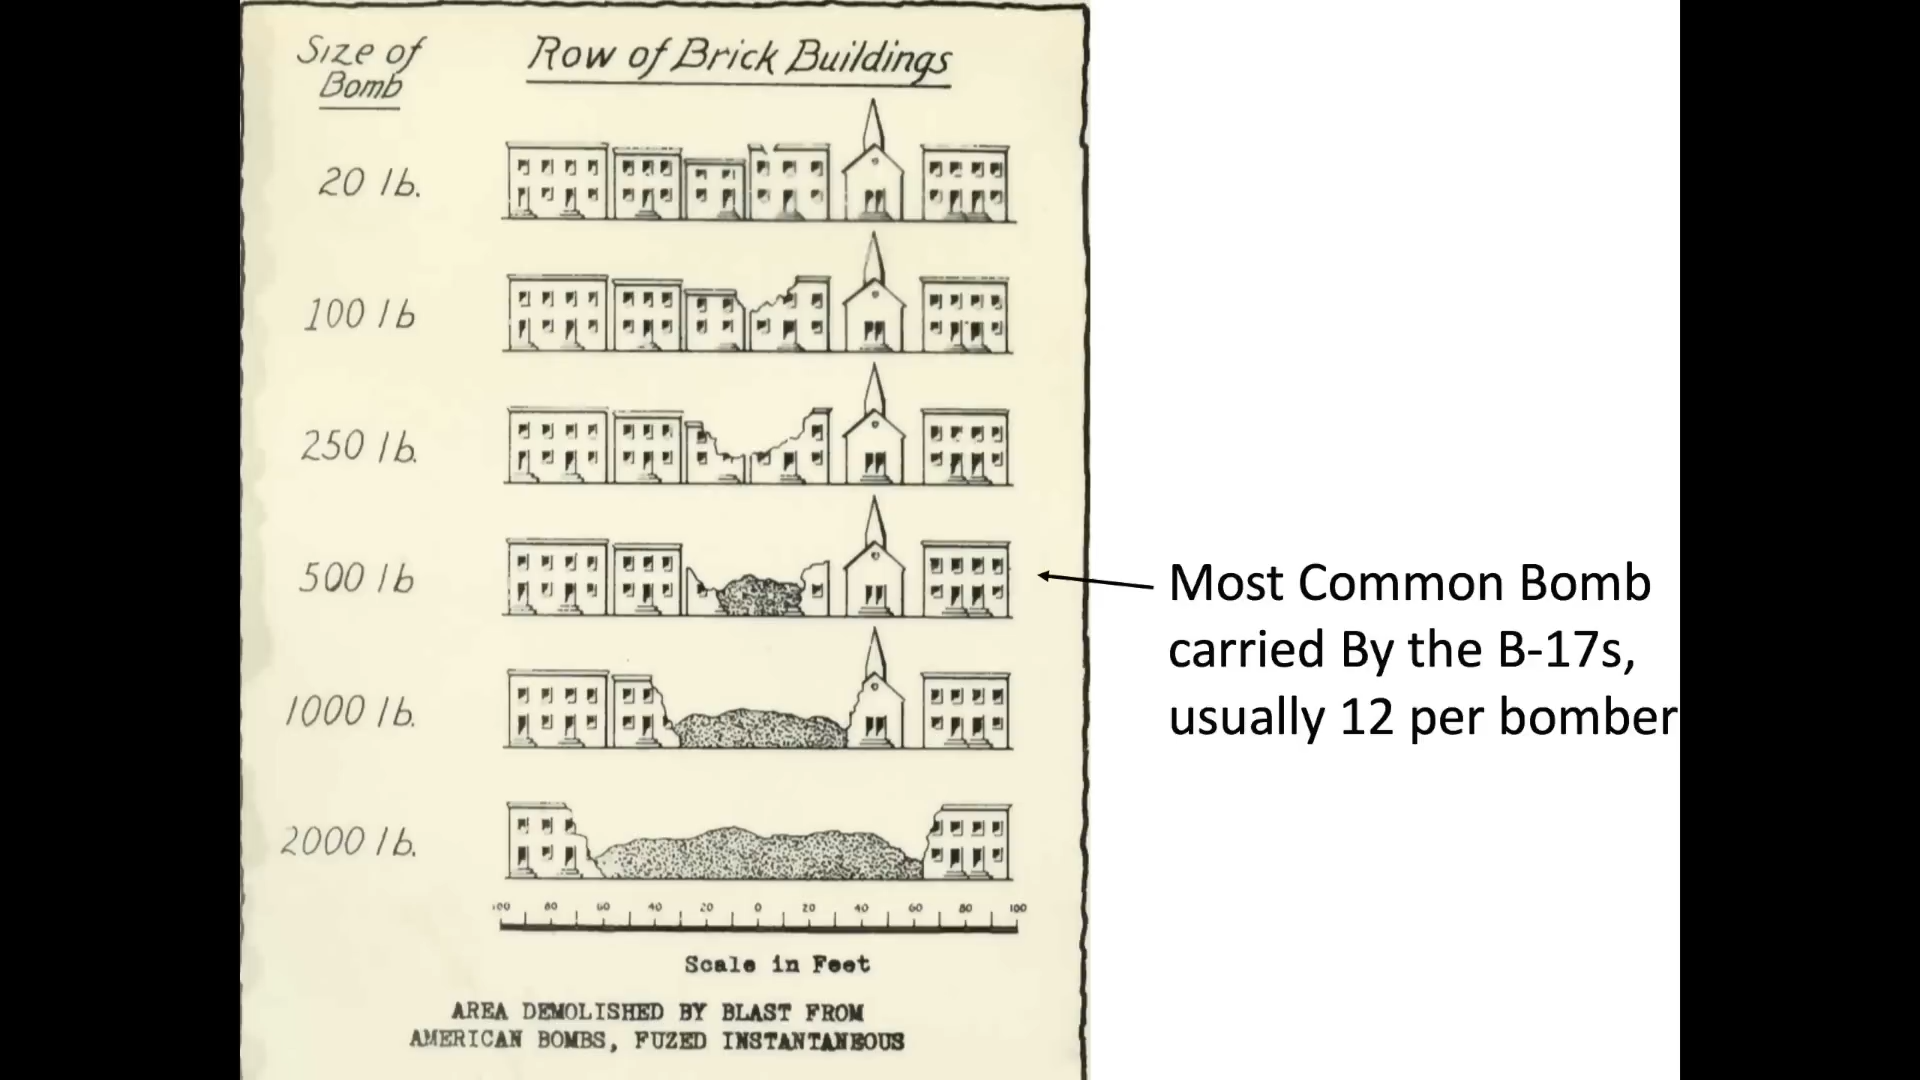 Size of
Bomb
Row of Brick Buildings
20 lb.
100 lb
250 lb.
500 lb
1000 lb.
2000 lb.
Most Common Bomb
carried By the B-17s,
usually 12 per bomber
100 80 60 40 20 0 20 40 60 80 100
Scale in Feet
AREA DEMOLISHED BY BLAST FROM
AMERICAN BOMBS, FUZED INSTANTANEOUS